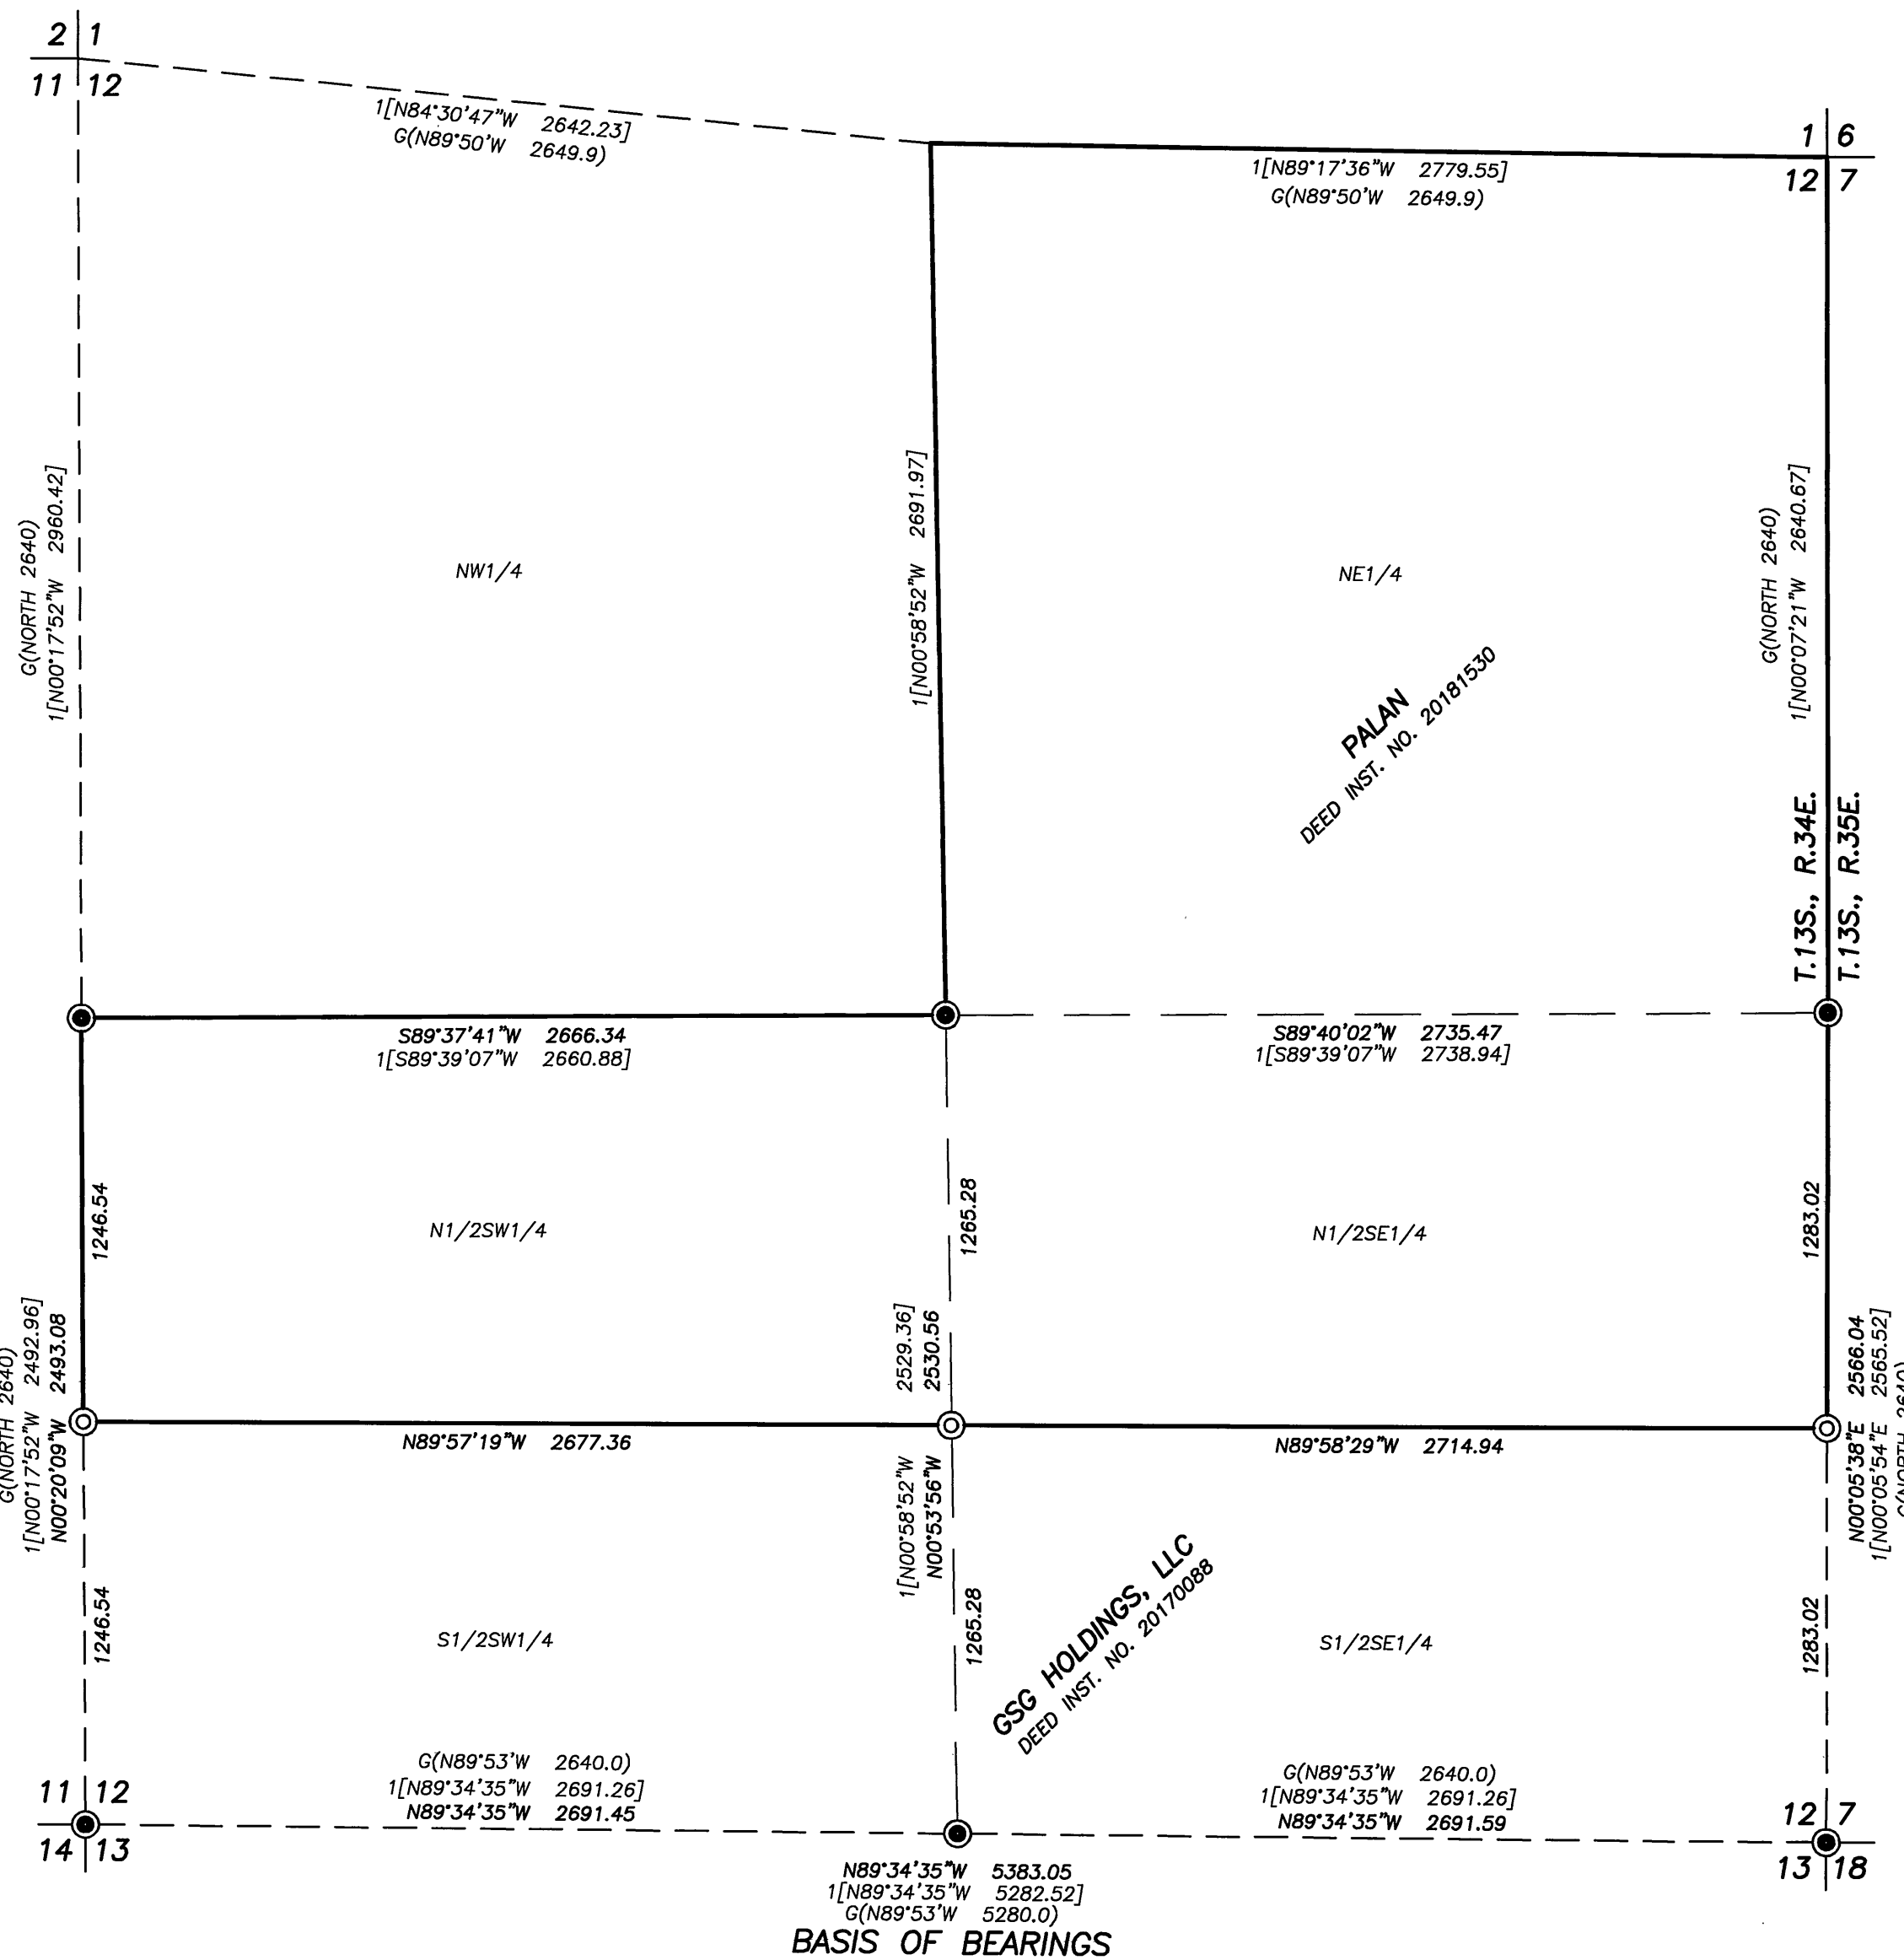 2 1
11 12
1[N84°30'47"W 2642.23]
G(N89°50'W 2649.9)
1 6
12 7
1[N89°17'36"W 2779.55]
G(N89°50'W 2649.9)
G(NORTH 2640)
1[N00°17'52"W 2960.42]
NW1/4
1[N00°58'52"W 2691.97]
NE1/4
G(NORTH 2640)
1[N00°07'21"W 2640.67]
PALAN
DEED INST. NO. 20181530
T.13S., R.34E.
T.13S., R.35E.
S89°37'41"W 2666.34
1[S89°39'07"W 2660.88]
S89°40'02"W 2735.47
1[S89°39'07"W 2738.94]
1246.54
N1/2SW1/4
1265.28
N1/2SE1/4
1283.02
G(NORTH 2640)
1[N00°17'52"W 2492.96]
N00°20'09"W 2493.08
N89°57'19"W 2677.36
1[N00°58'52"W 2529.36]
N00°53'56"W 2530.56
N89°58'29"W 2714.94
N00°05'38"E 2566.04
1[N00°05'54"E 2565.52]
G(NORTH 2640)
1246.54
S1/2SW1/4
1265.28
GSG HOLDINGS, LLC
DEED INST. NO. 20170088
S1/2SE1/4
1283.02
G(N89°53'W 2640.0)
1[N89°34'35"W 2691.26]
N89°34'35"W 2691.45
G(N89°53'W 2640.0)
1[N89°34'35"W 2691.26]
N89°34'35"W 2691.59
11 12
14 13
12 7
13 18
N89°34'35"W 5383.05
1[N89°34'35"W 5282.52]
G(N89°53'W 5280.0)
BASIS OF BEARINGS